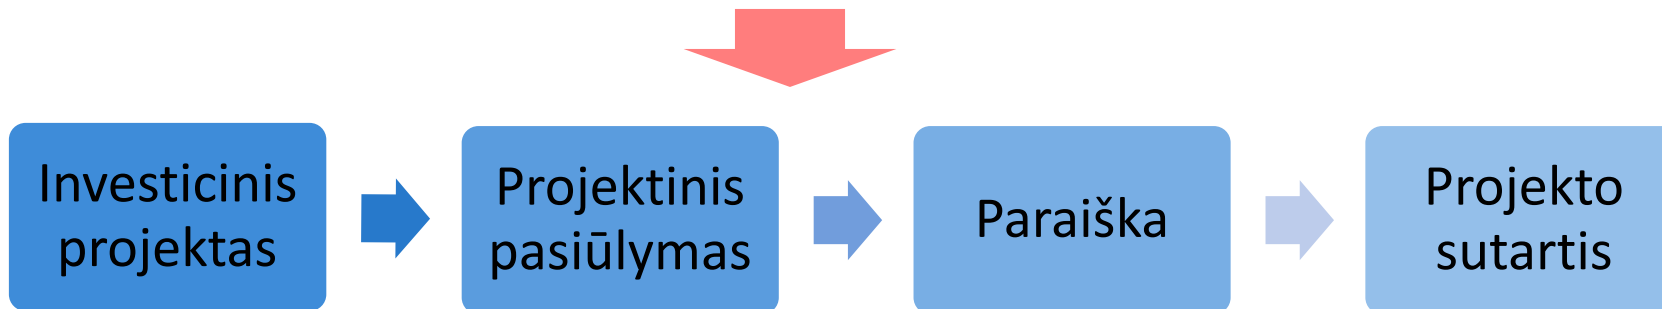 Investicinis
projektas
Projektinis
pasiūlymas
Paraiška
Projekto
sutartis